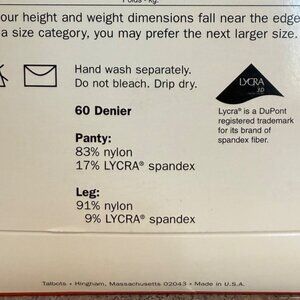 Poids - kg.
our height and weight dimensions fall near the edge
a size category, you may prefer the next larger size.
Hand wash separately.
Do not bleach. Drip dry.
60 Denier
Panty:
83% nylon
17% LYCRA® spandex
Leg:
91% nylon
9% LYCRA® spandex
LYCRA
3D
Lycra® is a DuPont
registered trademark
for its brand of
spandex fiber.
Talbots • Hingham, Massachusetts 02043 • Made in U.S.A.